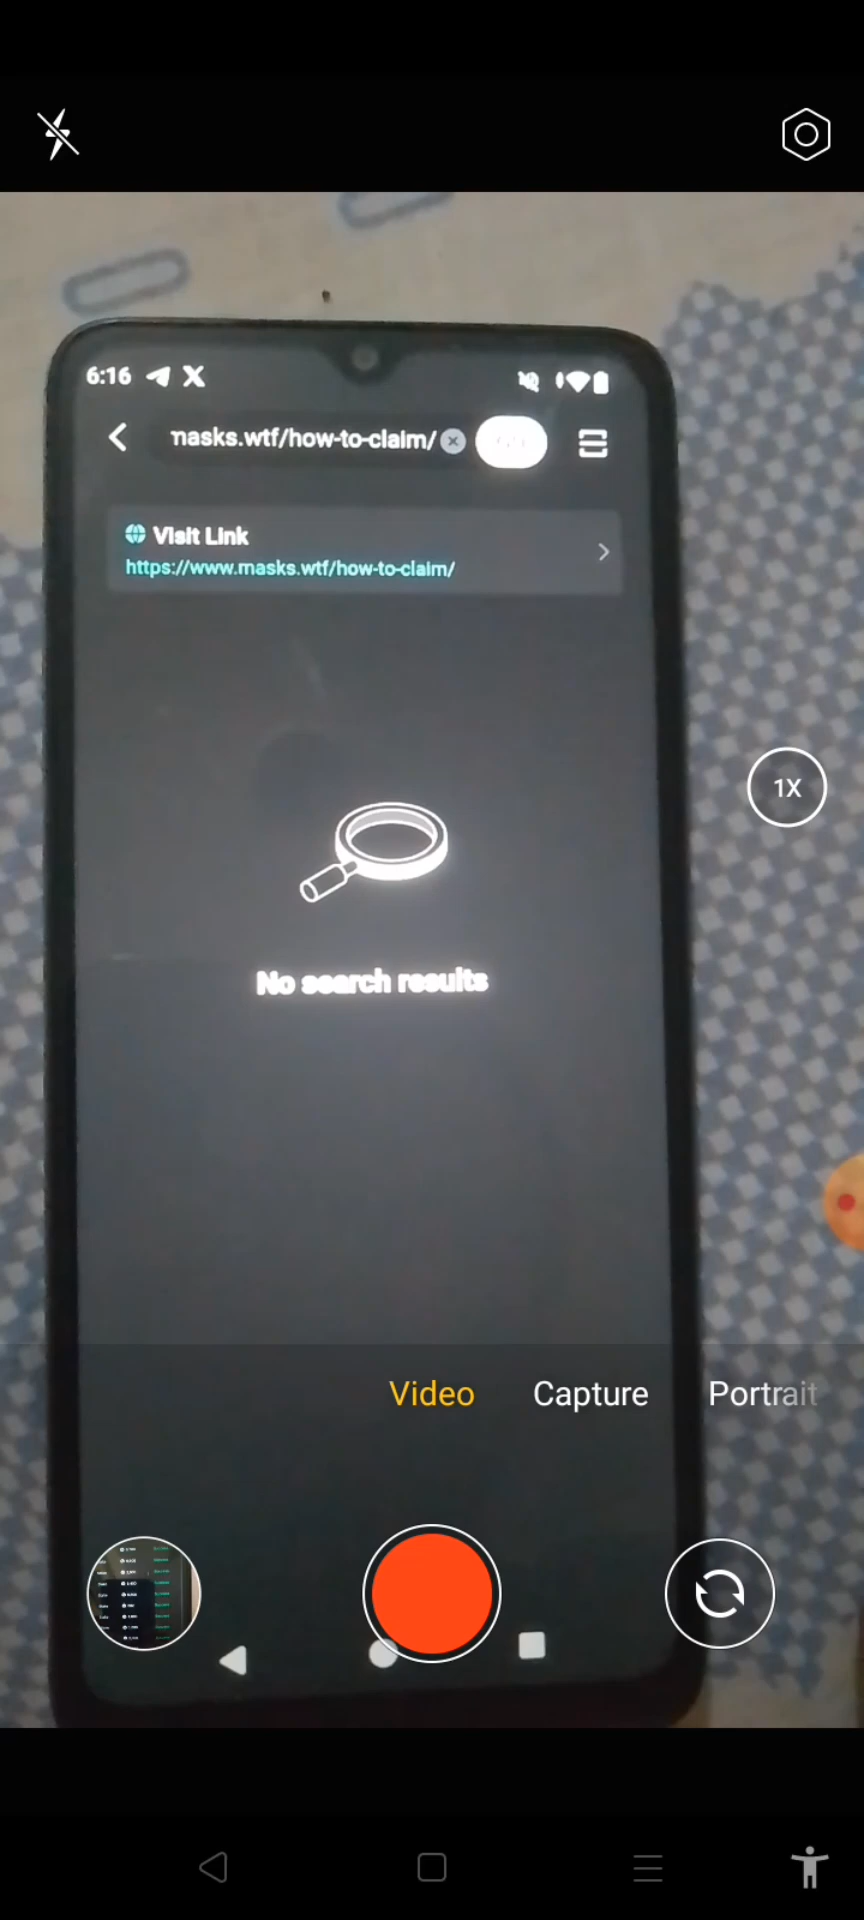 6:16
masks.wtf/how-to-claim/
Visit Link
https://www.masks.wtf/how-to-claim/
No search results
1X
Video
Capture
Portrait